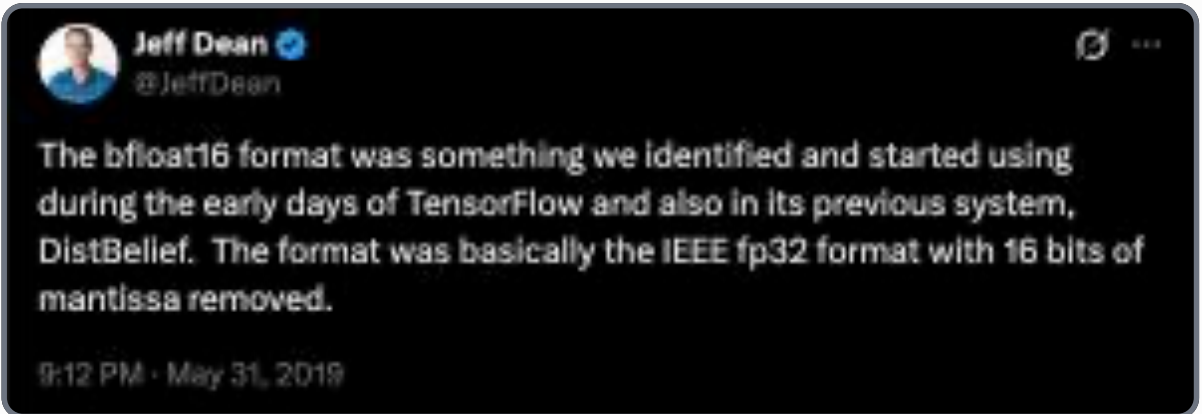 Jeff Dean
@JeffDean
The bfloat16 format was something we identified and started using
during the early days of TensorFlow and also in its previous system,
DistBelief.  The format was basically the IEEE fp32 format with 16 bits of
mantissa removed.
9:12 PM · May 31, 2019